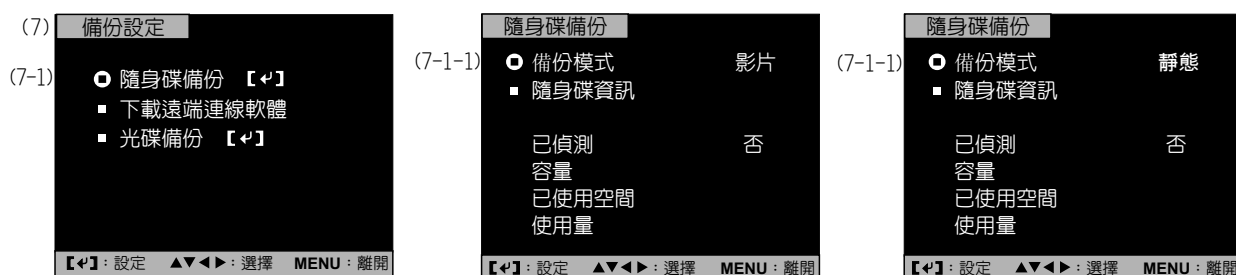 (7) 備份設定
(7-1) 隨身碟備份 【↵】
下載遠端連線軟體
光碟備份 【↵】
【↵】：設定 ▲▼◀▶：選擇 MENU：離開
隨身碟備份
(7-1-1) 備份模式 影片
隨身碟資訊
已偵測 否
容量
已使用空間
使用量
【↵】：設定 ▲▼◀▶：選擇 MENU：離開
隨身碟備份
(7-1-1) 備份模式 靜態
隨身碟資訊
已偵測 否
容量
已使用空間
使用量
【↵】：設定 ▲▼◀▶：選擇 MENU：離開